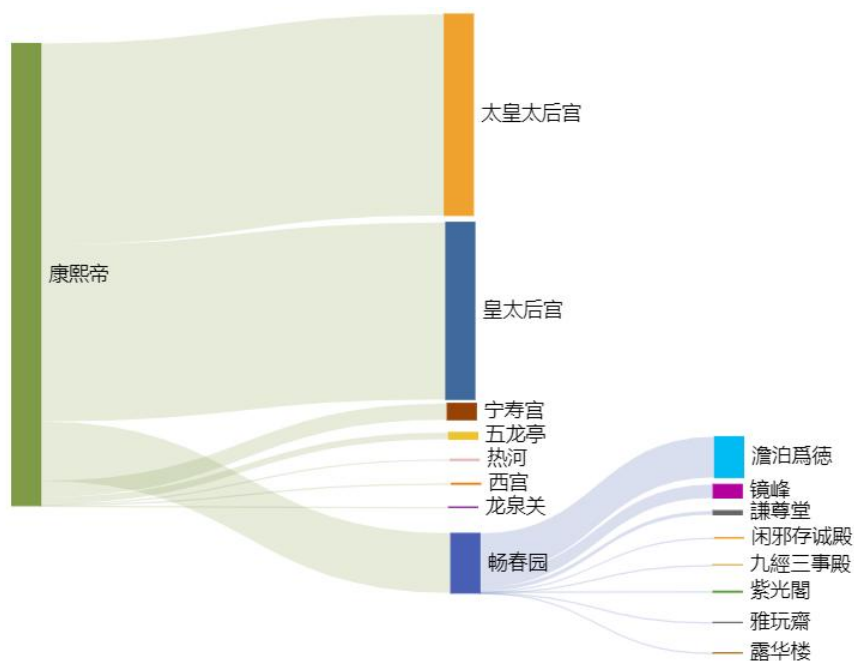 康熙帝
太皇太后宫
皇太后宫
宁寿宫
五龙亭
热河
西宫
龙泉关
畅春园
澹泊爲徳
镜峰
謙尊堂
闲邪存诚殿
九經三事殿
紫光閣
雅玩齋
露华楼